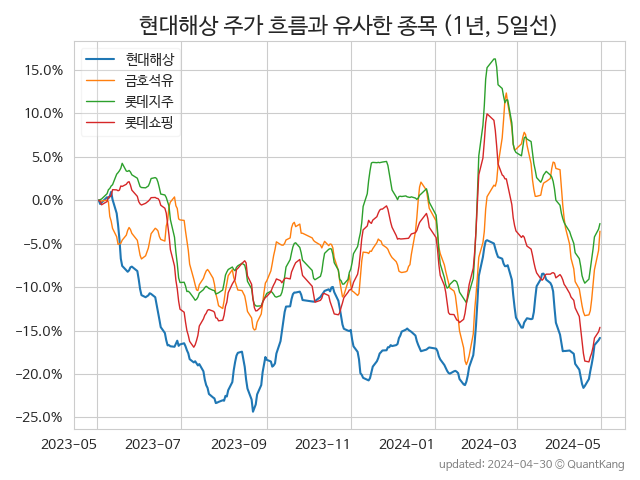 현대해상 주가 흐름과 유사한 종목 (1년, 5일선)
현대해상
금호석유
롯데지주
롯데쇼핑
15.0%
10.0%
5.0%
0.0%
-5.0%
-10.0%
-15.0%
-20.0%
-25.0%
2023-05 2023-07 2023-09 2023-11 2024-01 2024-03 2024-05
updated: 2024-04-30 © QuantKang